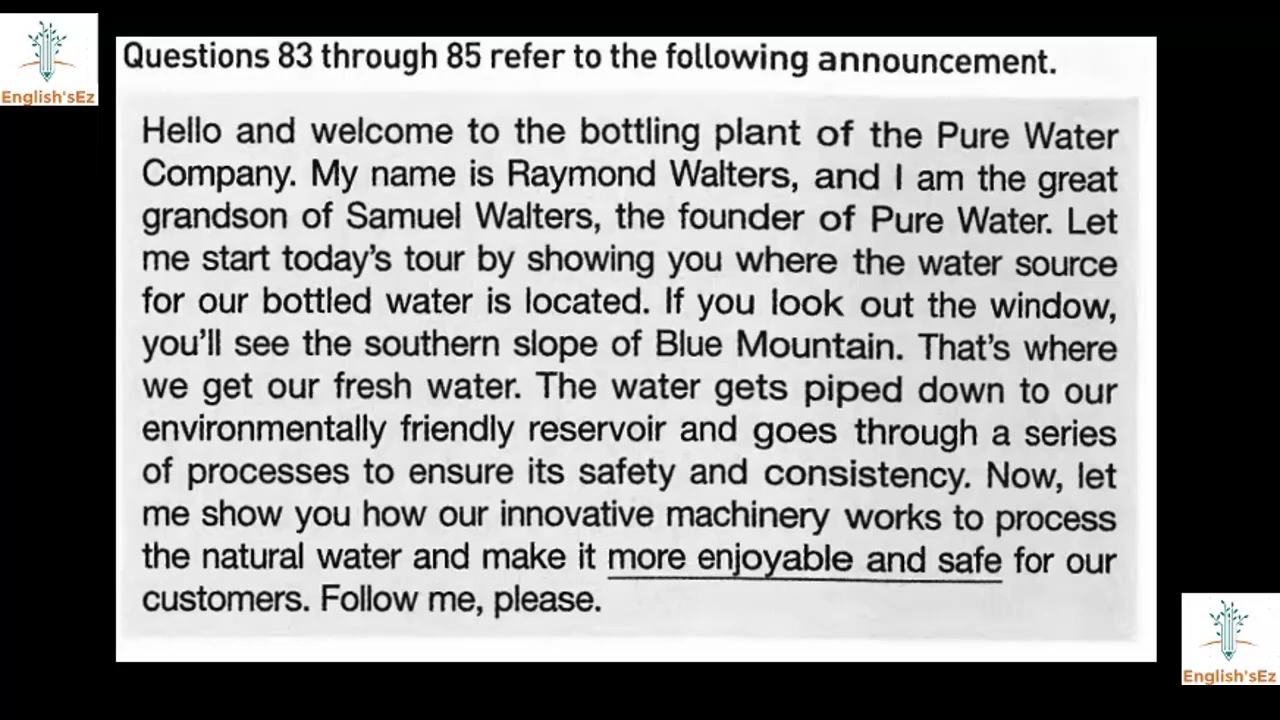 English'sEz
Questions 83 through 85 refer to the following announcement.
Hello and welcome to the bottling plant of the Pure Water
Company. My name is Raymond Walters, and I am the great
grandson of Samuel Walters, the founder of Pure Water. Let
me start today's tour by showing you where the water source
for our bottled water is located. If you look out the window,
you'll see the southern slope of Blue Mountain. That's where
we get our fresh water. The water gets piped down to our
environmentally friendly reservoir and goes through a series
of processes to ensure its safety and consistency. Now, let
me show you how our innovative machinery works to process
the natural water and make it more enjoyable and safe for our
customers. Follow me, please.
English'sEz